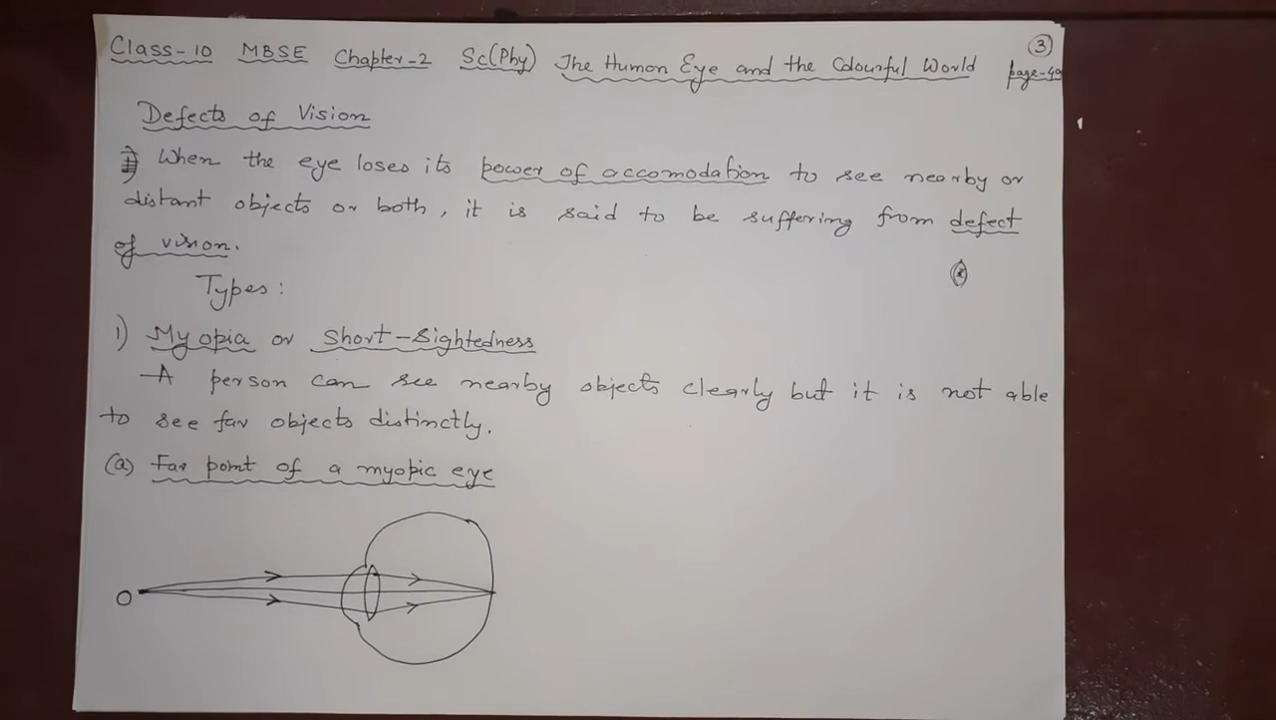 Class-10 MBSE Chapter-2 Sc(Phy) The Human Eye and the Colourful World page-49
3
Defects of Vision
When the eye loses its power of accomodation to see nearby or
distant objects or both, it is said to be suffering from defect
of vision.
Types:
1) Myopia or Short-Sightedness
A person can see nearby objects clearly but it is not able
to see far objects distinctly.
(a) Far point of a myopic eye
O